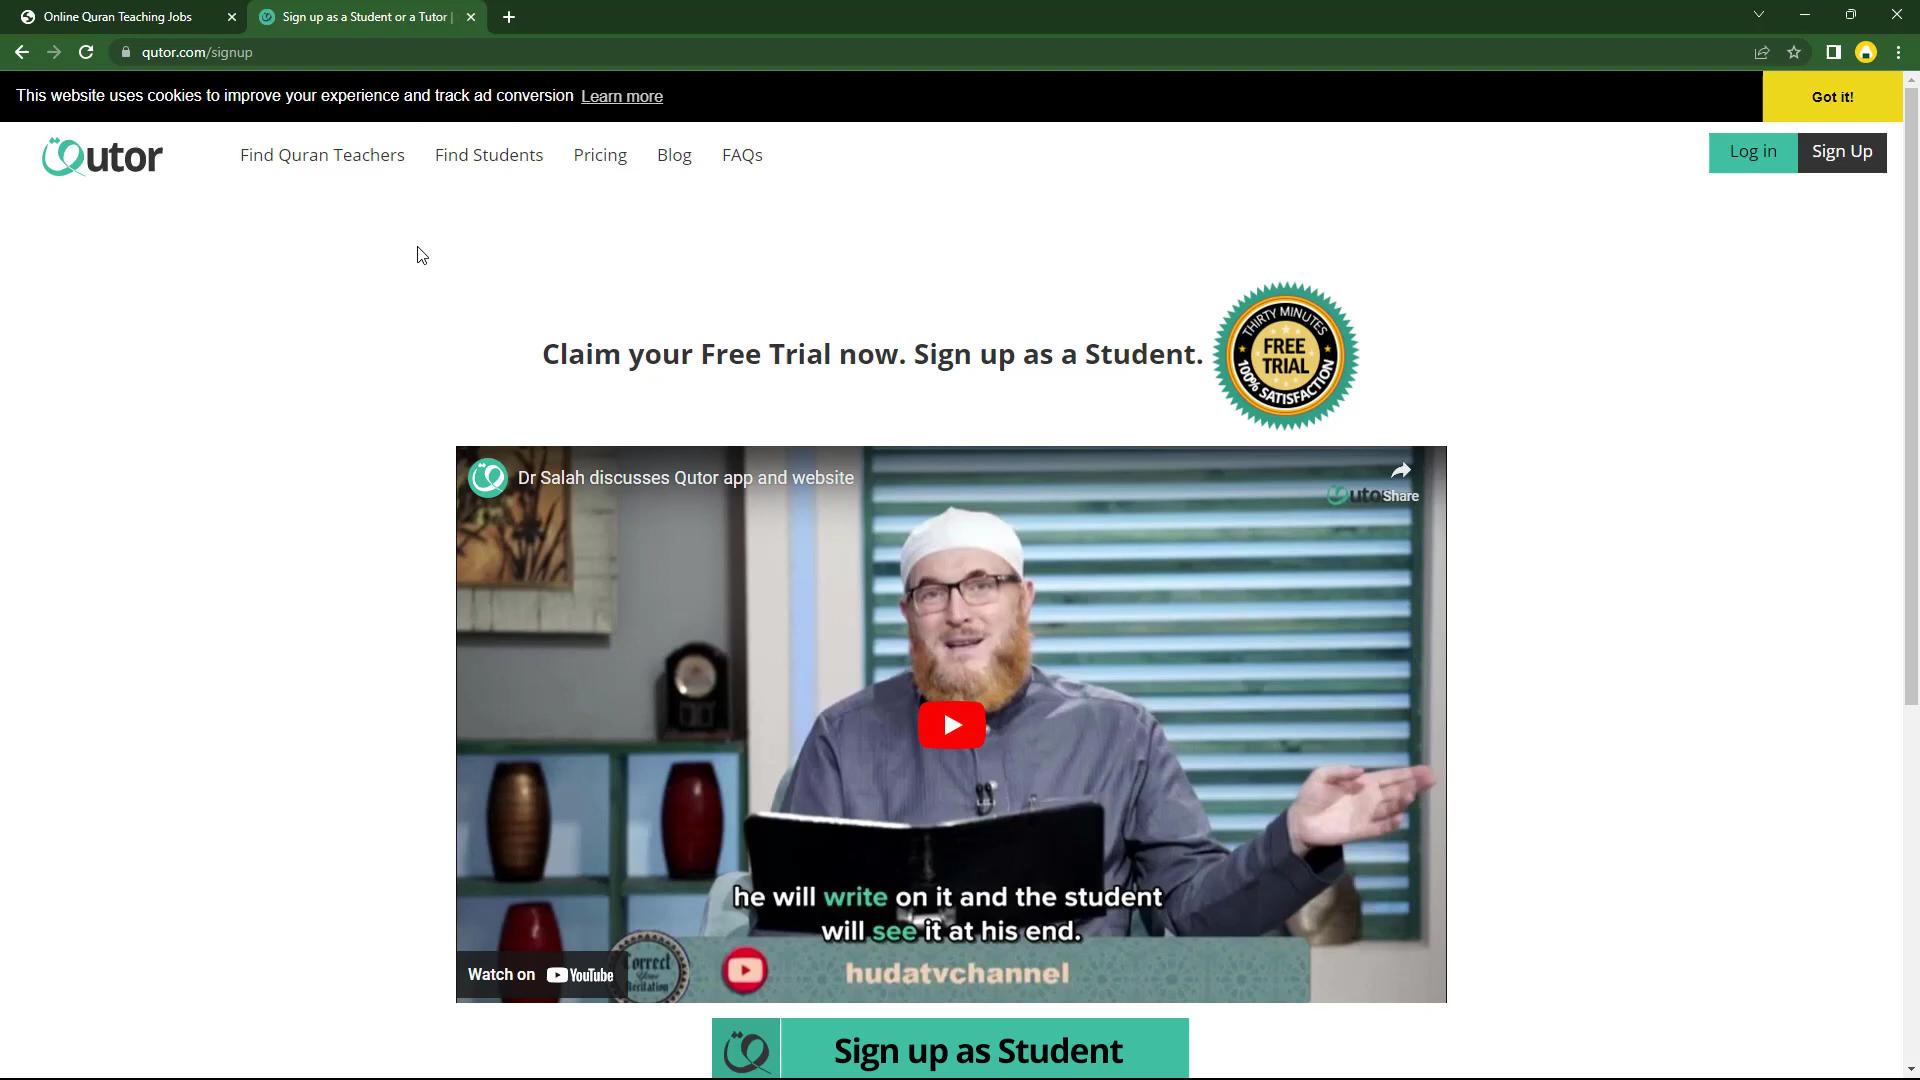 Online Quran Teaching Jobs
Sign up as a Student or a Tutor |
qutor.com/signup
This website uses cookies to improve your experience and track ad conversion Learn more
Got it!
Qutor
Find Quran Teachers
Find Students
Pricing
Blog
FAQs
Log in
Sign Up
Claim your Free Trial now. Sign up as a Student.
THIRTY MINUTES
FREE
TRIAL
100% SATISFACTION
Dr Salah discusses Qutor app and website
Share
he will write on it and the student
will see it at his end.
Watch on YouTube
Correct
Your
Recitation
hudatvchannel
Sign up as Student